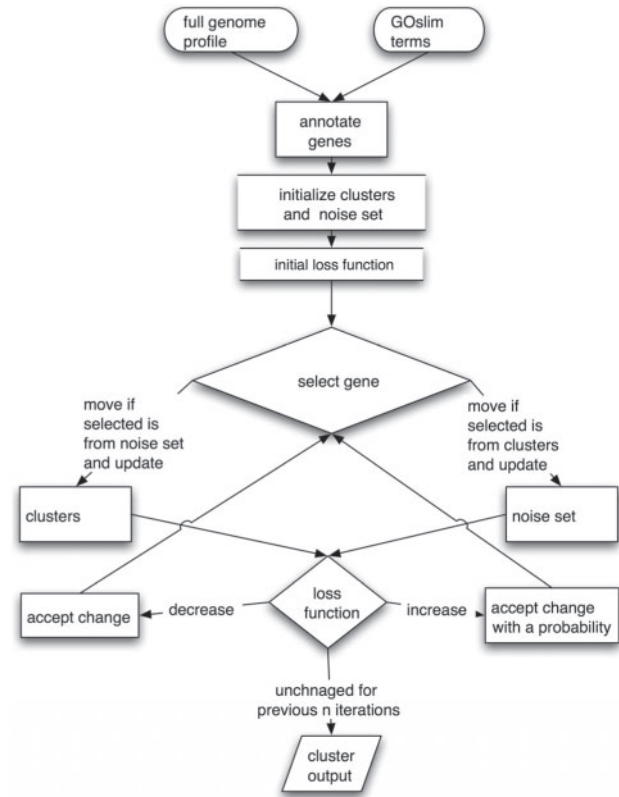 full genome
profile
GOslim
terms
annotate
genes
initialize clusters
and noise set
initial loss function
select gene
move if
selected is
from noise set
and update
move if
selected is
from clusters
and update
clusters
noise set
loss
function
accept change
decrease
increase
accept change
with a probability
unchnaged for
previous n iterations
cluster
output